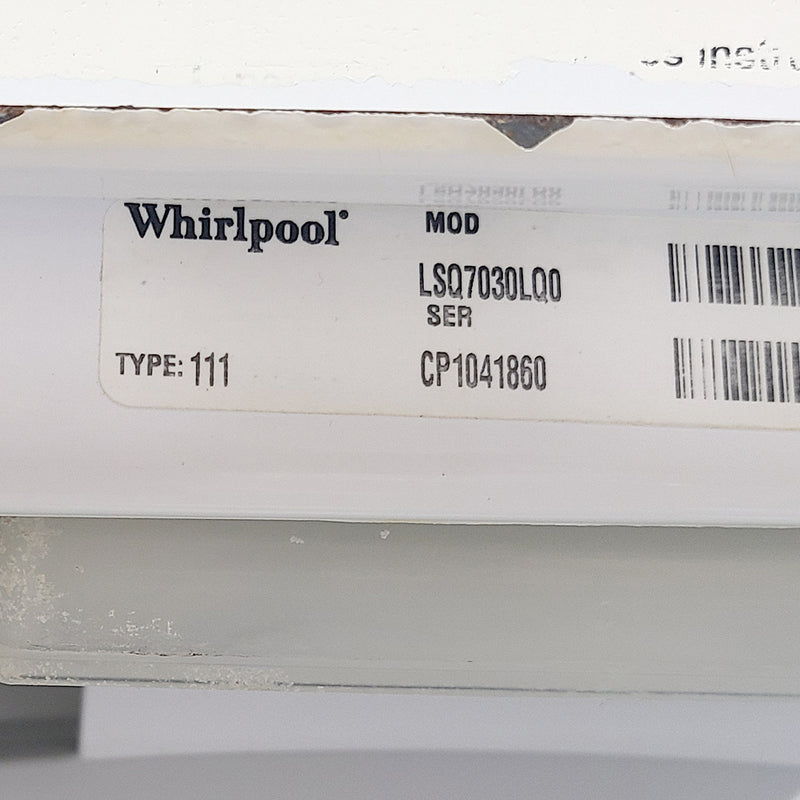 Whirlpool®
MOD
LSQ7030LQ0
SER
TYPE: 111
CP1041860